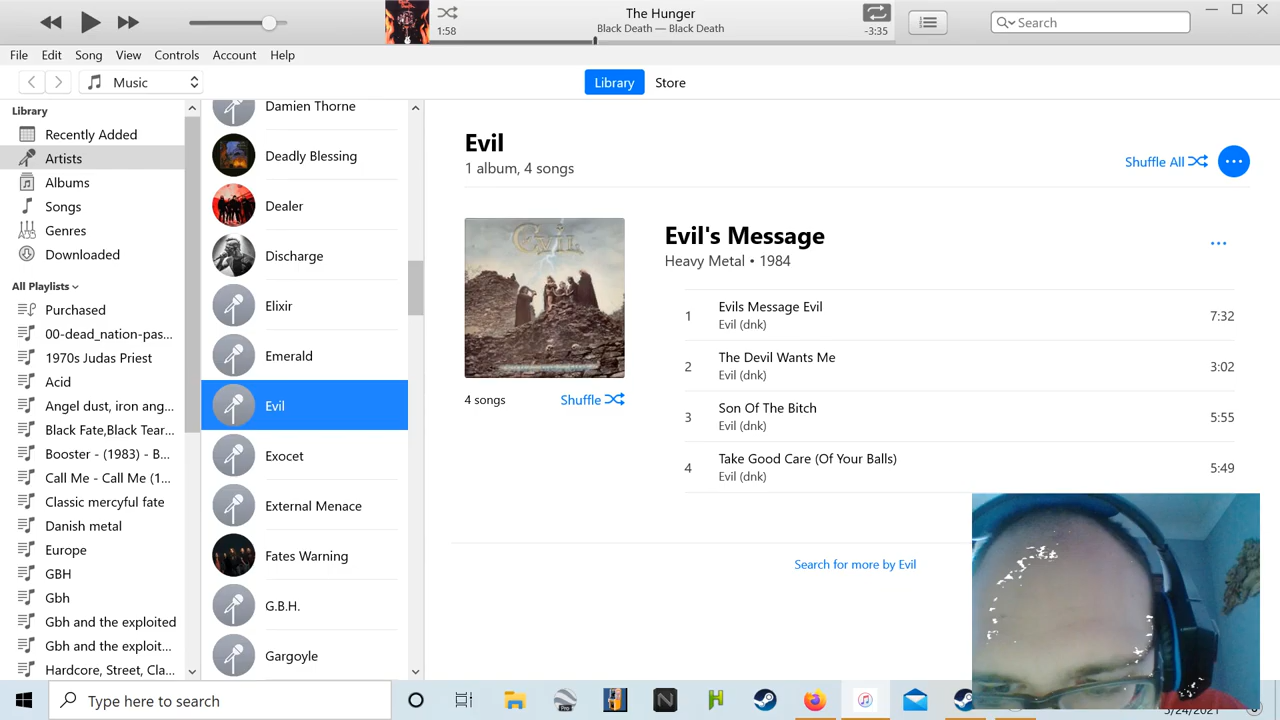 The Hunger
Black Death — Black Death
1:58
-3:35
Search
File Edit Song View Controls Account Help
Music
Library Store
Library
Recently Added
Artists
Albums
Songs
Genres
Downloaded
All Playlists
Purchased
00-dead_nation-pas...
1970s Judas Priest
Acid
Angel dust, iron ang...
Black Fate,Black Tear...
Booster - (1983) - B...
Call Me - Call Me (1...
Classic mercyful fate
Danish metal
Europe
GBH
Gbh
Gbh and the exploited
Gbh and the exploit...
Hardcore, Street, Cla...
Damien Thorne
Deadly Blessing
Dealer
Discharge
Elixir
Emerald
Evil
Exocet
External Menace
Fates Warning
G.B.H.
Gargoyle
Evil
1 album, 4 songs
Shuffle All
EVIL
Evil's Message
Heavy Metal • 1984
4 songs
Shuffle
1 Evils Message Evil 7:32
Evil (dnk)
2 The Devil Wants Me 3:02
Evil (dnk)
3 Son Of The Bitch 5:55
Evil (dnk)
4 Take Good Care (Of Your Balls) 5:49
Evil (dnk)
Search for more by Evil
Type here to search
Pro
N
H
5/24/2021